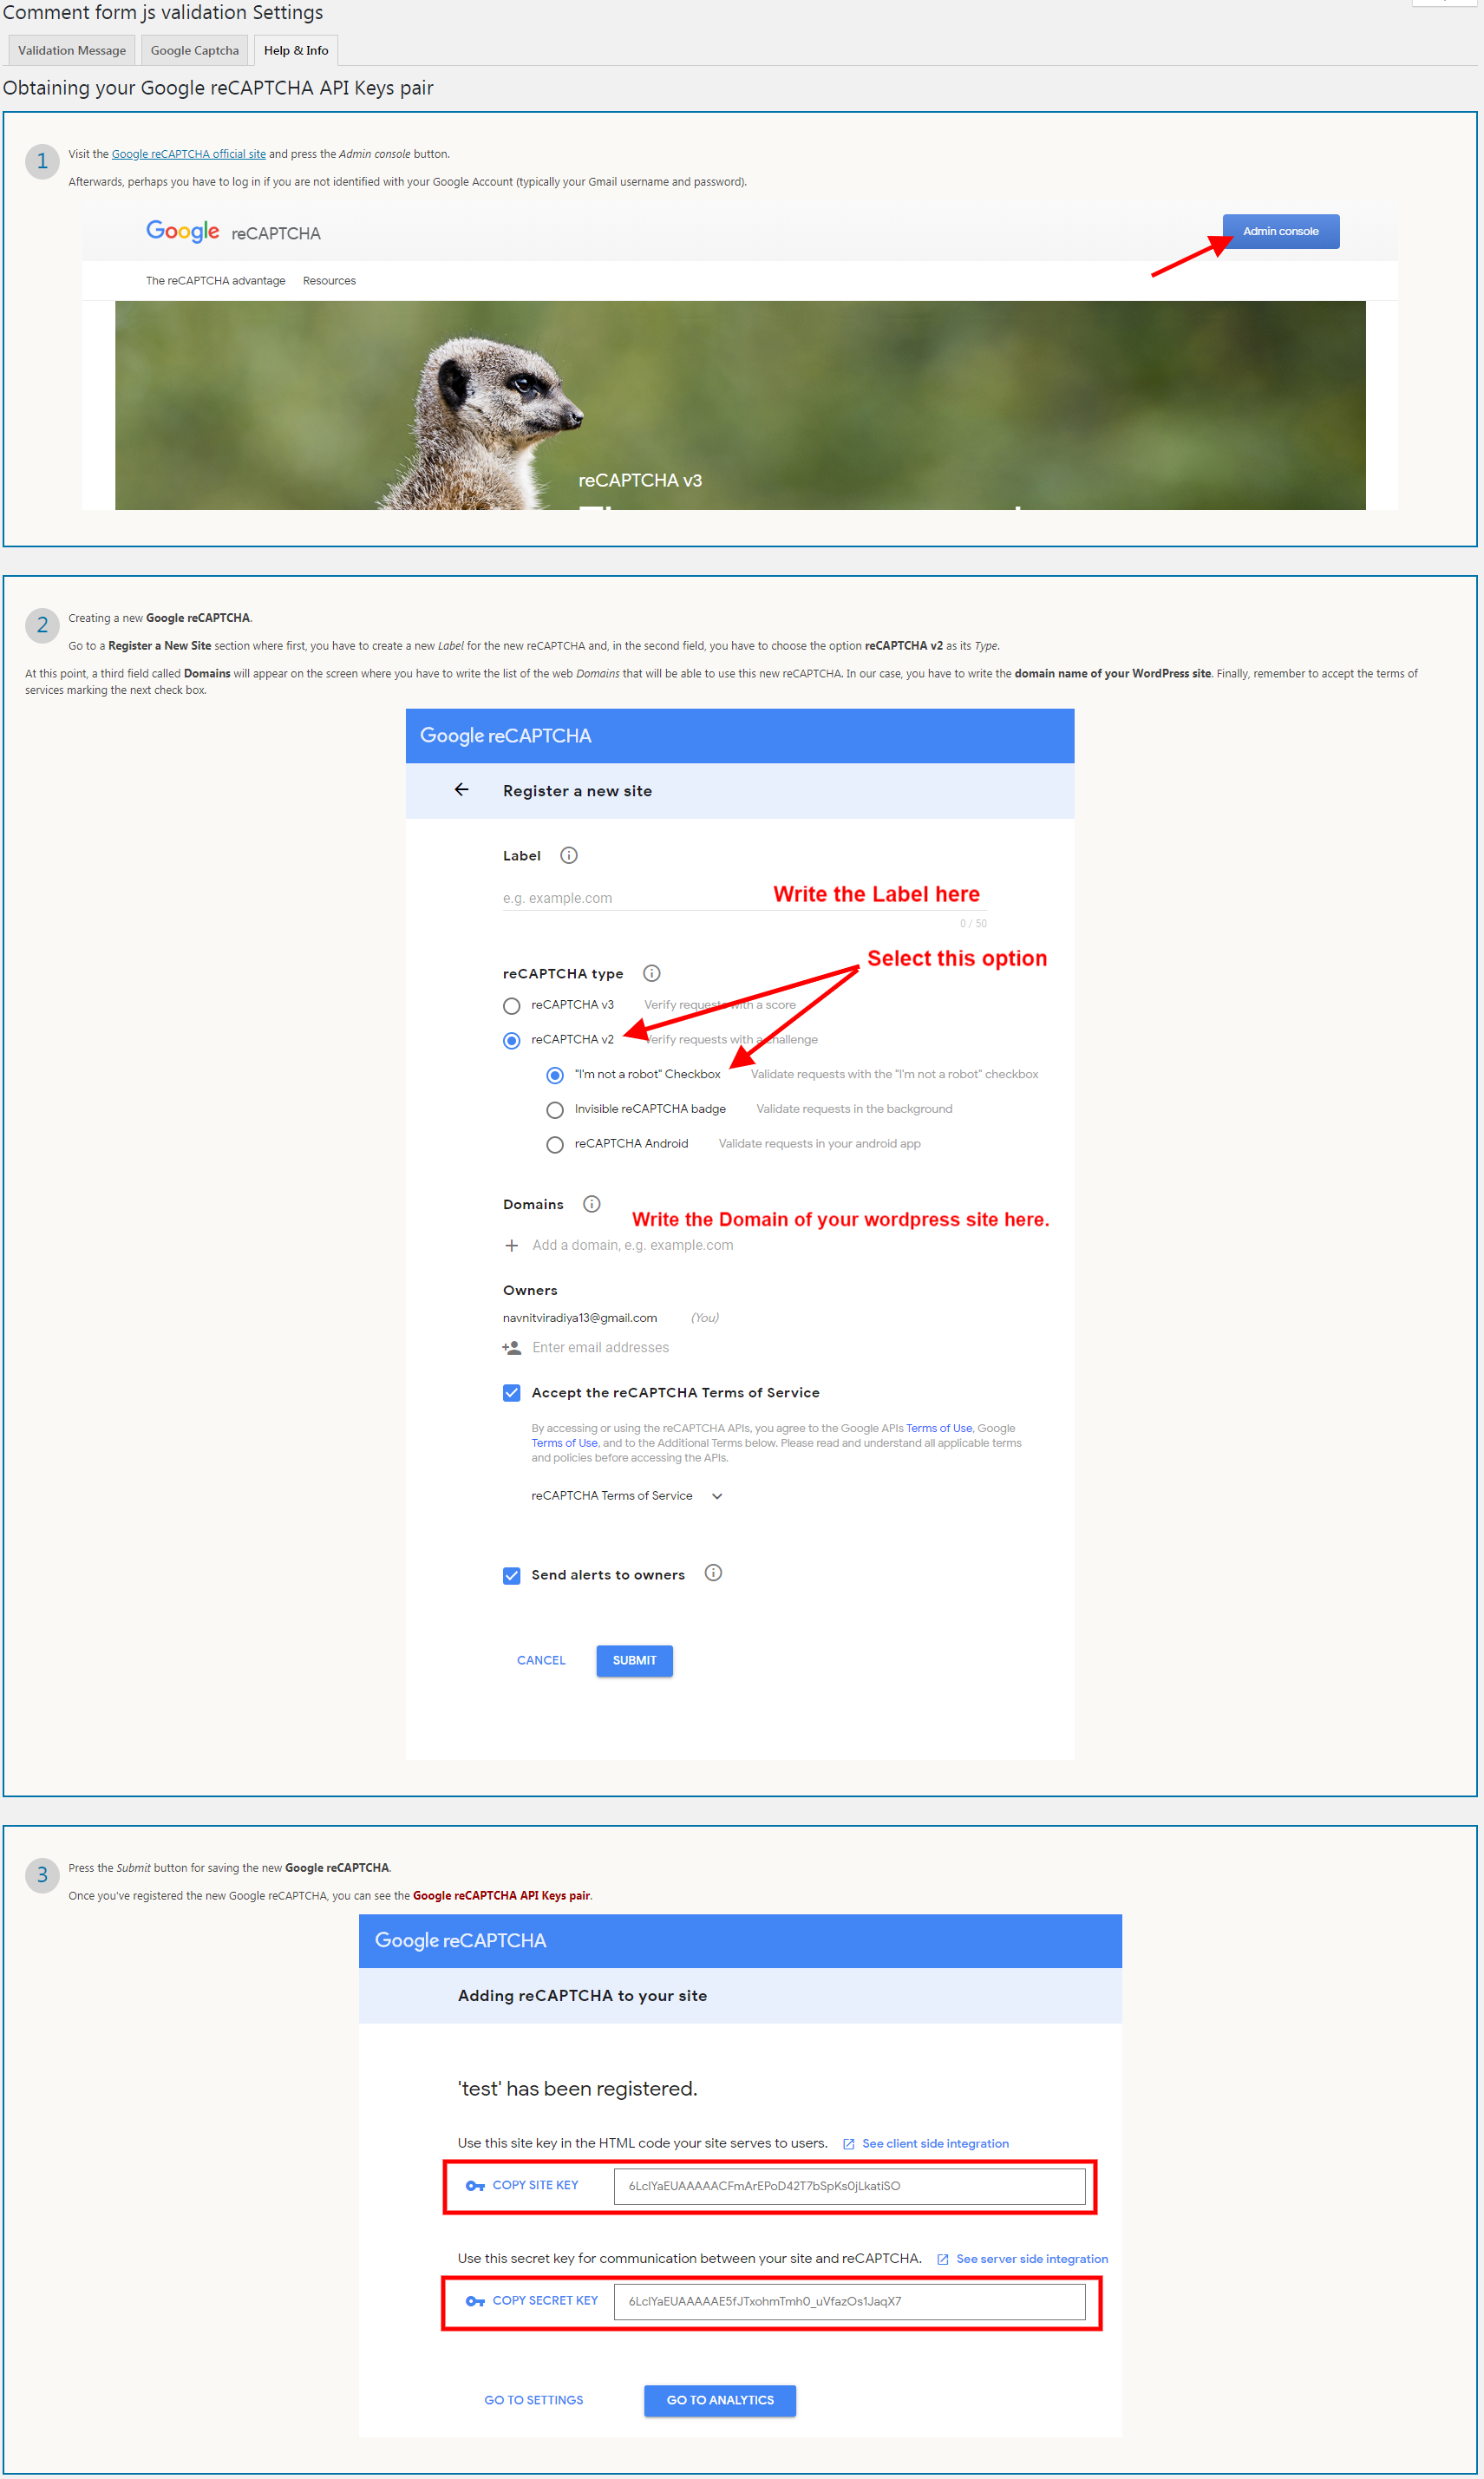 Comment form js validation Settings
Validation Message
Google Captcha
Help & Info
Obtaining your Google reCAPTCHA API Keys pair
1
Visit the Google reCAPTCHA official site and press the Admin console button.
Afterwards, perhaps you have to log in if you are not identified with your Google Account (typically your Gmail username and password).
Google reCAPTCHA
Admin console
The reCAPTCHA advantage Resources
reCAPTCHA v3
2
Creating a new Google reCAPTCHA.
Go to a Register a New Site section where first, you have to create a new Label for the new reCAPTCHA and, in the second field, you have to choose the option reCAPTCHA v2 as its Type.
At this point, a third field called Domains will appear on the screen where you have to write the list of the web Domains that will be able to use this new reCAPTCHA. In our case, you have to write the domain name of your WordPress site. Finally, remember to accept the terms of
services marking the next check box.
Google reCAPTCHA
Register a new site
Label
e.g. example.com
Write the Label here
0 / 50
Select this option
reCAPTCHA type
reCAPTCHA v3 Verify requests with a score
reCAPTCHA v2 Verify requests with a challenge
"I'm not a robot" Checkbox Validate requests with the "I'm not a robot" checkbox
Invisible reCAPTCHA badge Validate requests in the background
reCAPTCHA Android Validate requests in your android app
Domains
Write the Domain of your wordpress site here.
Add a domain, e.g. example.com
Owners
navnitviradiya13@gmail.com (You)
Enter email addresses
Accept the reCAPTCHA Terms of Service
By accessing or using the reCAPTCHA APIs, you agree to the Google APIs Terms of Use, Google
Terms of Use, and to the Additional Terms below. Please read and understand all applicable terms
and policies before accessing the APIs.
reCAPTCHA Terms of Service
Send alerts to owners
CANCEL
SUBMIT
3
Press the Submit button for saving the new Google reCAPTCHA.
Once you've registered the new Google reCAPTCHA, you can see the Google reCAPTCHA API Keys pair.
Google reCAPTCHA
Adding reCAPTCHA to your site
'test' has been registered.
Use this site key in the HTML code your site serves to users. See client side integration
COPY SITE KEY 6LclYaEUAAAAACFmArEPoD42T7bSpKs0jLkatiSO
Use this secret key for communication between your site and reCAPTCHA. See server side integration
COPY SECRET KEY 6LclYaEUAAAAAE5fJTxohmTmh0_uVfazOs1JaqX7
GO TO SETTINGS
GO TO ANALYTICS